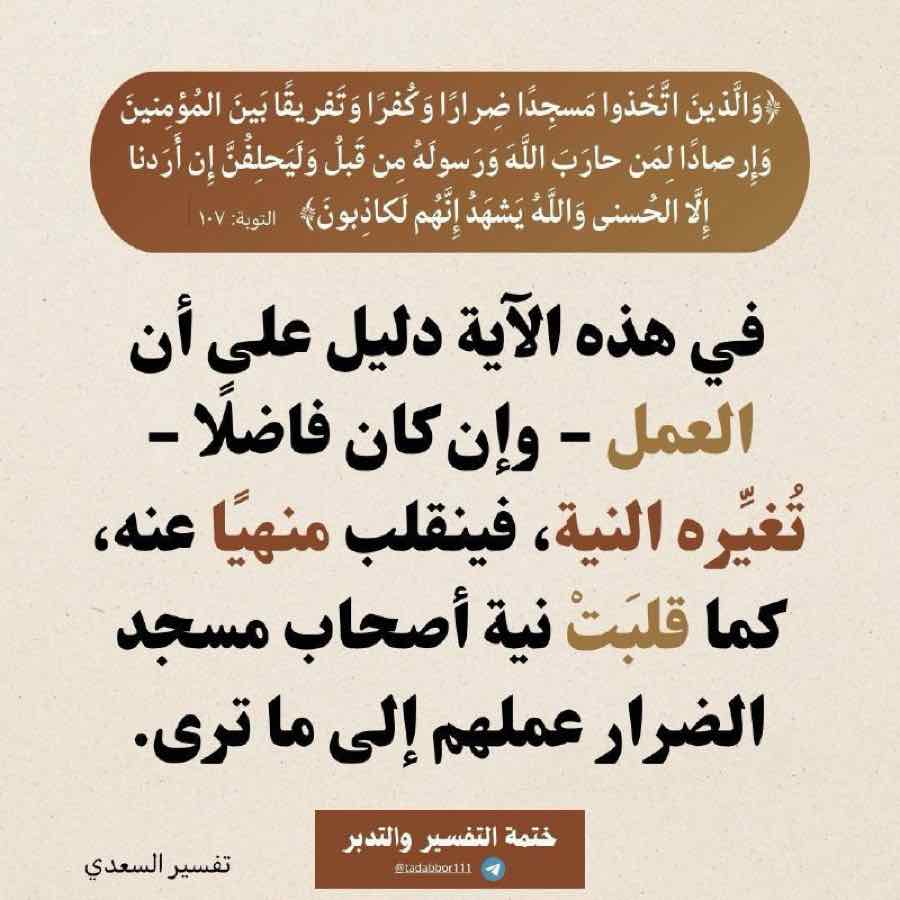 ﴿وَالَّذينَ اتَّخَذوا مَسجِدًا ضِرارًا وَكُفرًا وَتَفريقًا بَينَ المُؤمِنينَ
وَإِرصادًا لِمَن حارَبَ اللَّهَ وَرَسولَهُ مِن قَبلُ وَلَيَحلِفُنَّ إِن أَرَدنا
إِلَّا الحُسنى وَاللَّهُ يَشهَدُ إِنَّهُم لَكاذِبونَ﴾ التوبة: ١٠٧
في هذه الآية دليل على أن
العمل - وإن كان فاضلًا -
تُغيِّره النية، فينقلب منهيًا عنه،
كما قلبَتْ نية أصحاب مسجد
الضرار عملهم إلى ما ترى.
ختمة التفسير والتدبر
@tadabbor111
تفسير السعدي